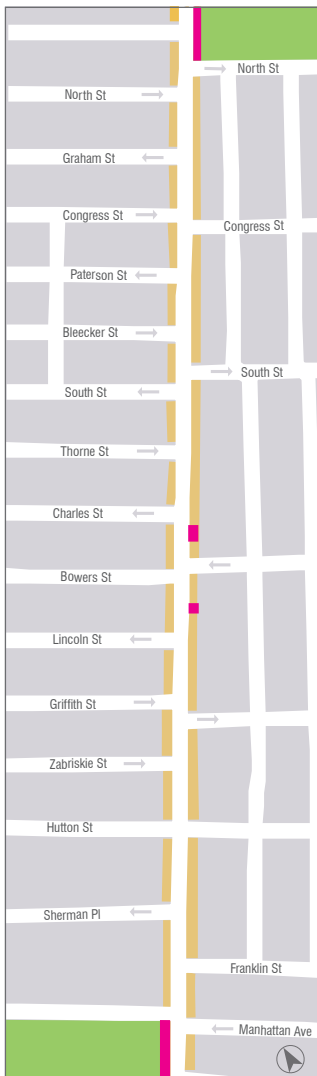 North St
North St
Graham St
Congress St
Congress St
Paterson St
Bleecker St
South St
South St
Thorne St
Charles St
Bowers St
Lincoln St
Griffith St
Zabriskie St
Hutton St
Sherman Pl
Franklin St
Manhattan Ave